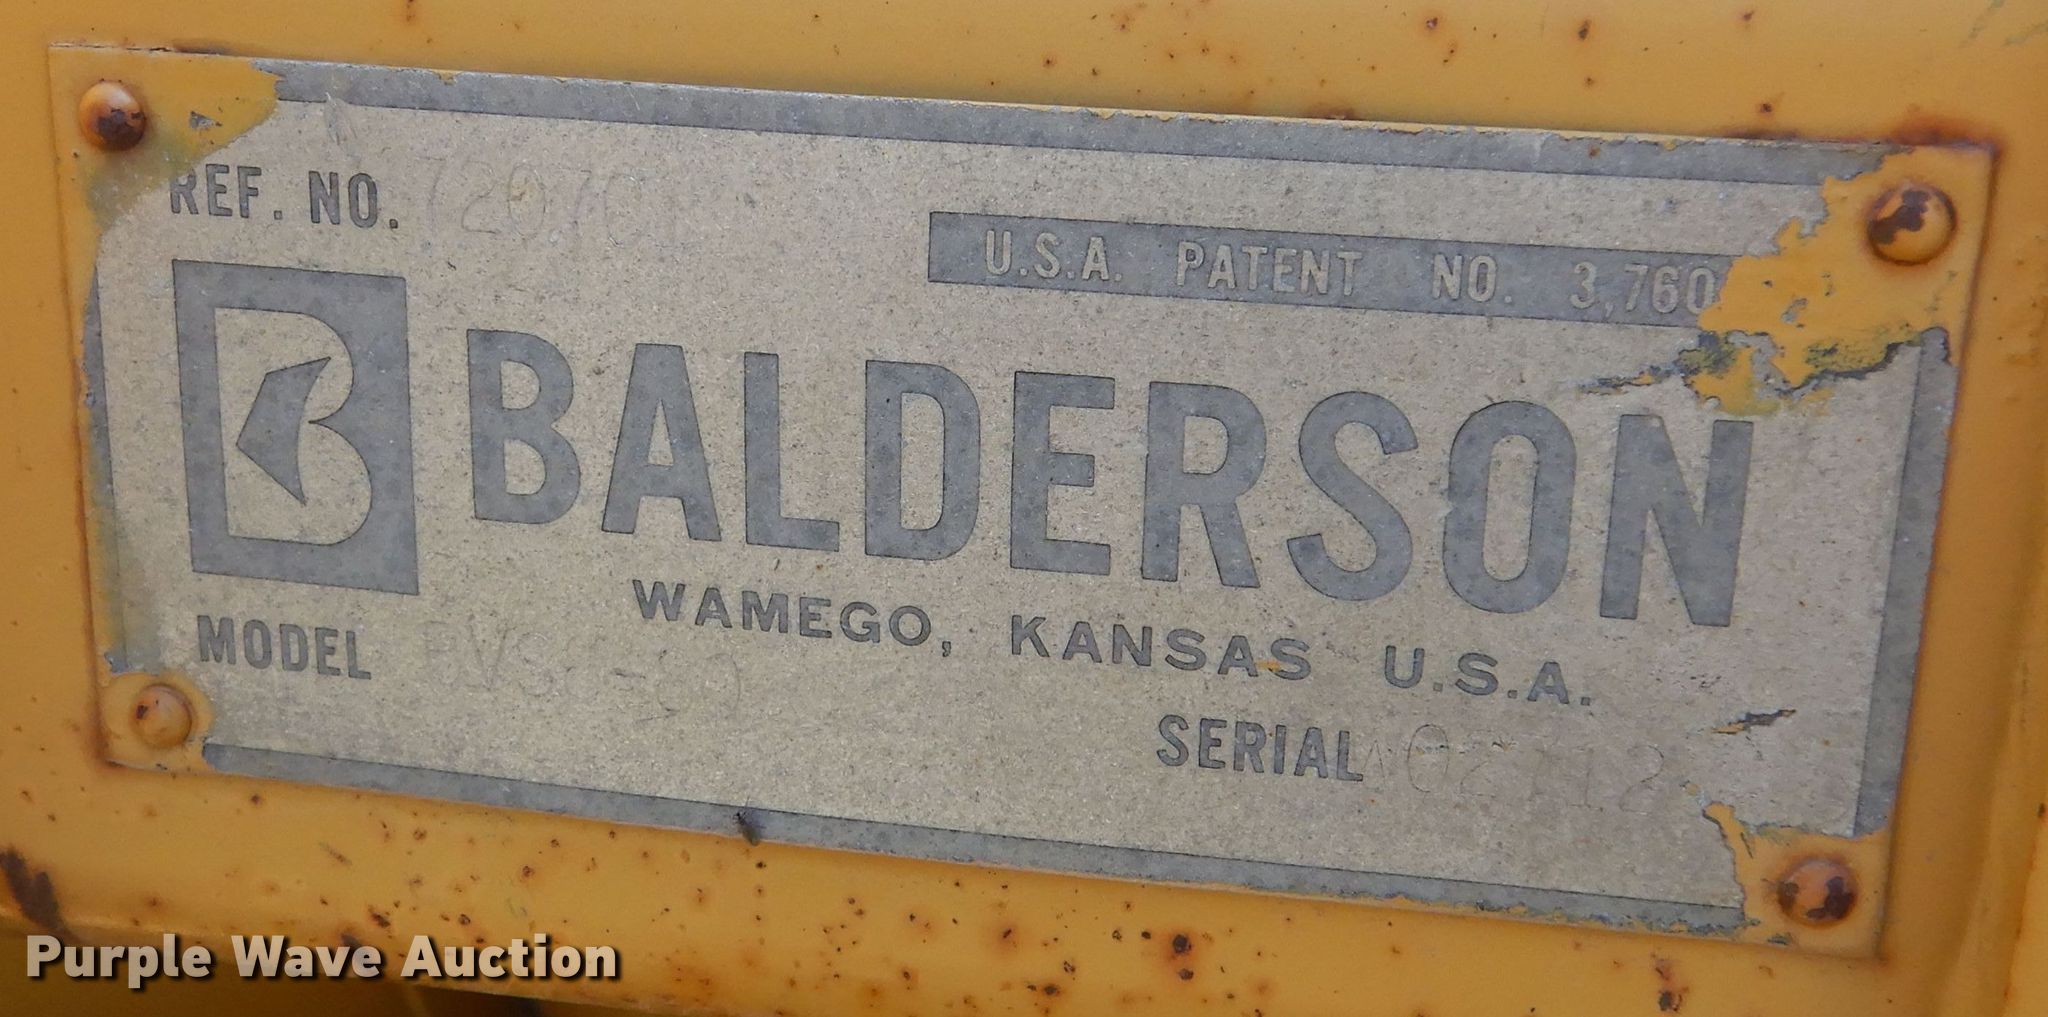 REF. NO.
U.S.A. PATENT NO. 3,760
B BALDERSON
WAMEGO, KANSAS U.S.A.
MODEL
SERIAL
Purple Wave Auction